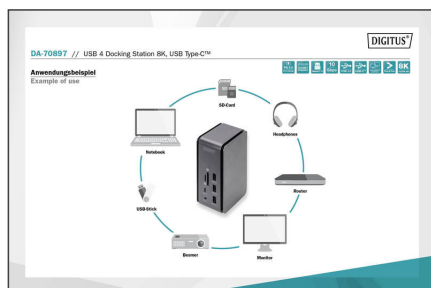 DIGITUS®
DA-70897 // USB 4 Docking Station 8K, USB Type-C™
Anwendungsbeispiel
Example of use
8K
SD-Card
Headphones
Notebook
Router
USB-Stick
Beamer
Monitor